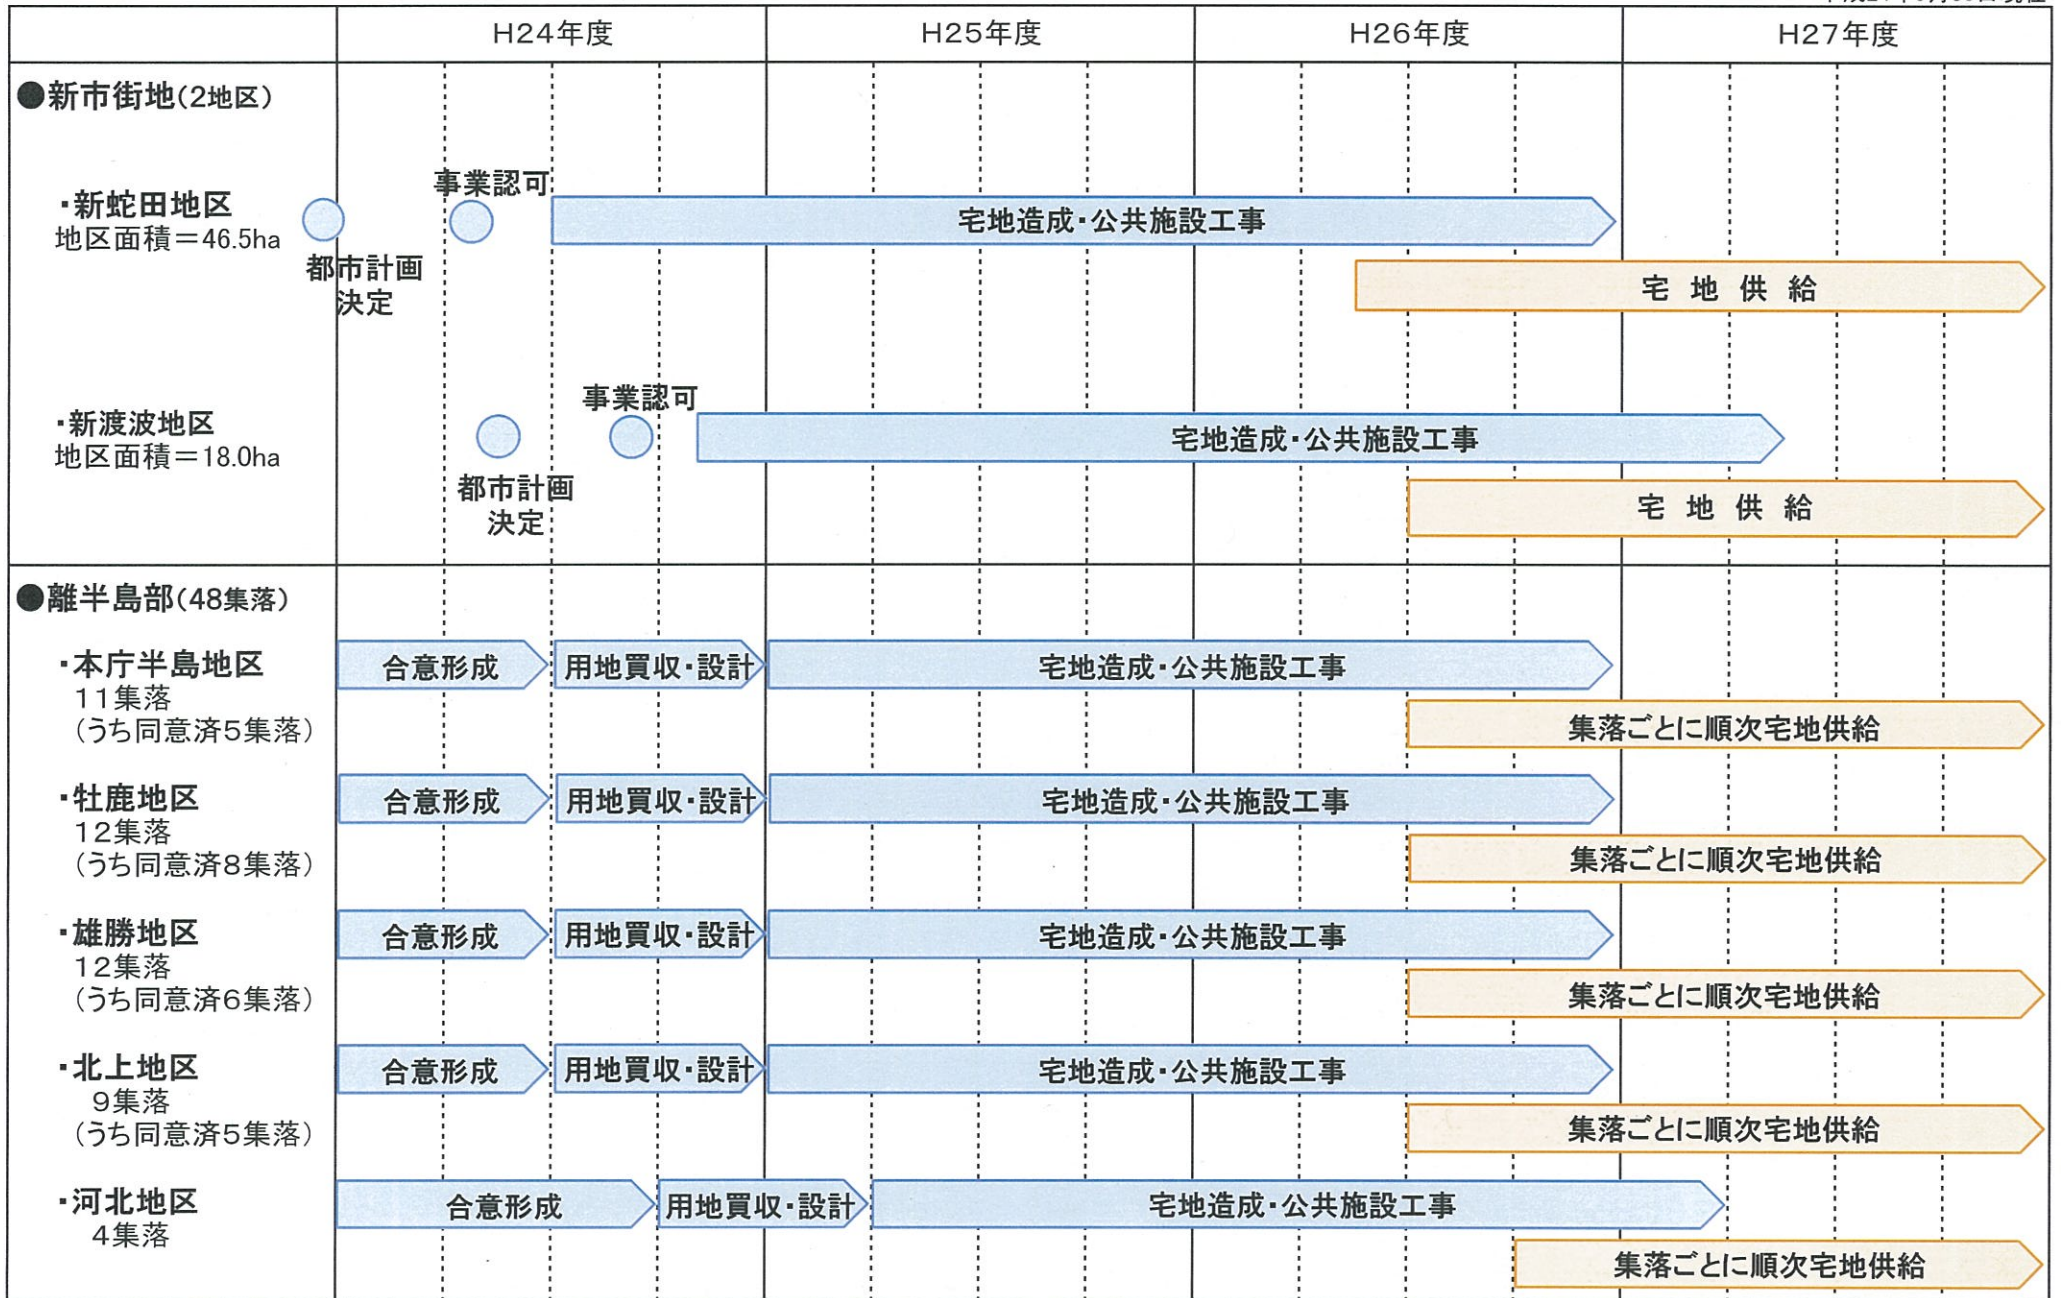 H24年度 H25年度 H26年度 H27年度
●新市街地(2地区)
事業認可
・新蛇田地区
地区面積=46.5ha
宅地造成・公共施設工事
都市計画
決定
宅地供給
事業認可
・新渡波地区
地区面積=18.0ha
宅地造成・公共施設工事
都市計画
決定
宅地供給
●離半島部(48集落)
・本庁半島地区
11集落
(うち同意済5集落)
合意形成 用地買収・設計 宅地造成・公共施設工事
集落ごとに順次宅地供給
・牡鹿地区
12集落
(うち同意済8集落)
合意形成 用地買収・設計 宅地造成・公共施設工事
集落ごとに順次宅地供給
・雄勝地区
12集落
(うち同意済6集落)
合意形成 用地買収・設計 宅地造成・公共施設工事
集落ごとに順次宅地供給
・北上地区
9集落
(うち同意済5集落)
合意形成 用地買収・設計 宅地造成・公共施設工事
集落ごとに順次宅地供給
・河北地区
4集落
合意形成 用地買収・設計 宅地造成・公共施設工事
集落ごとに順次宅地供給